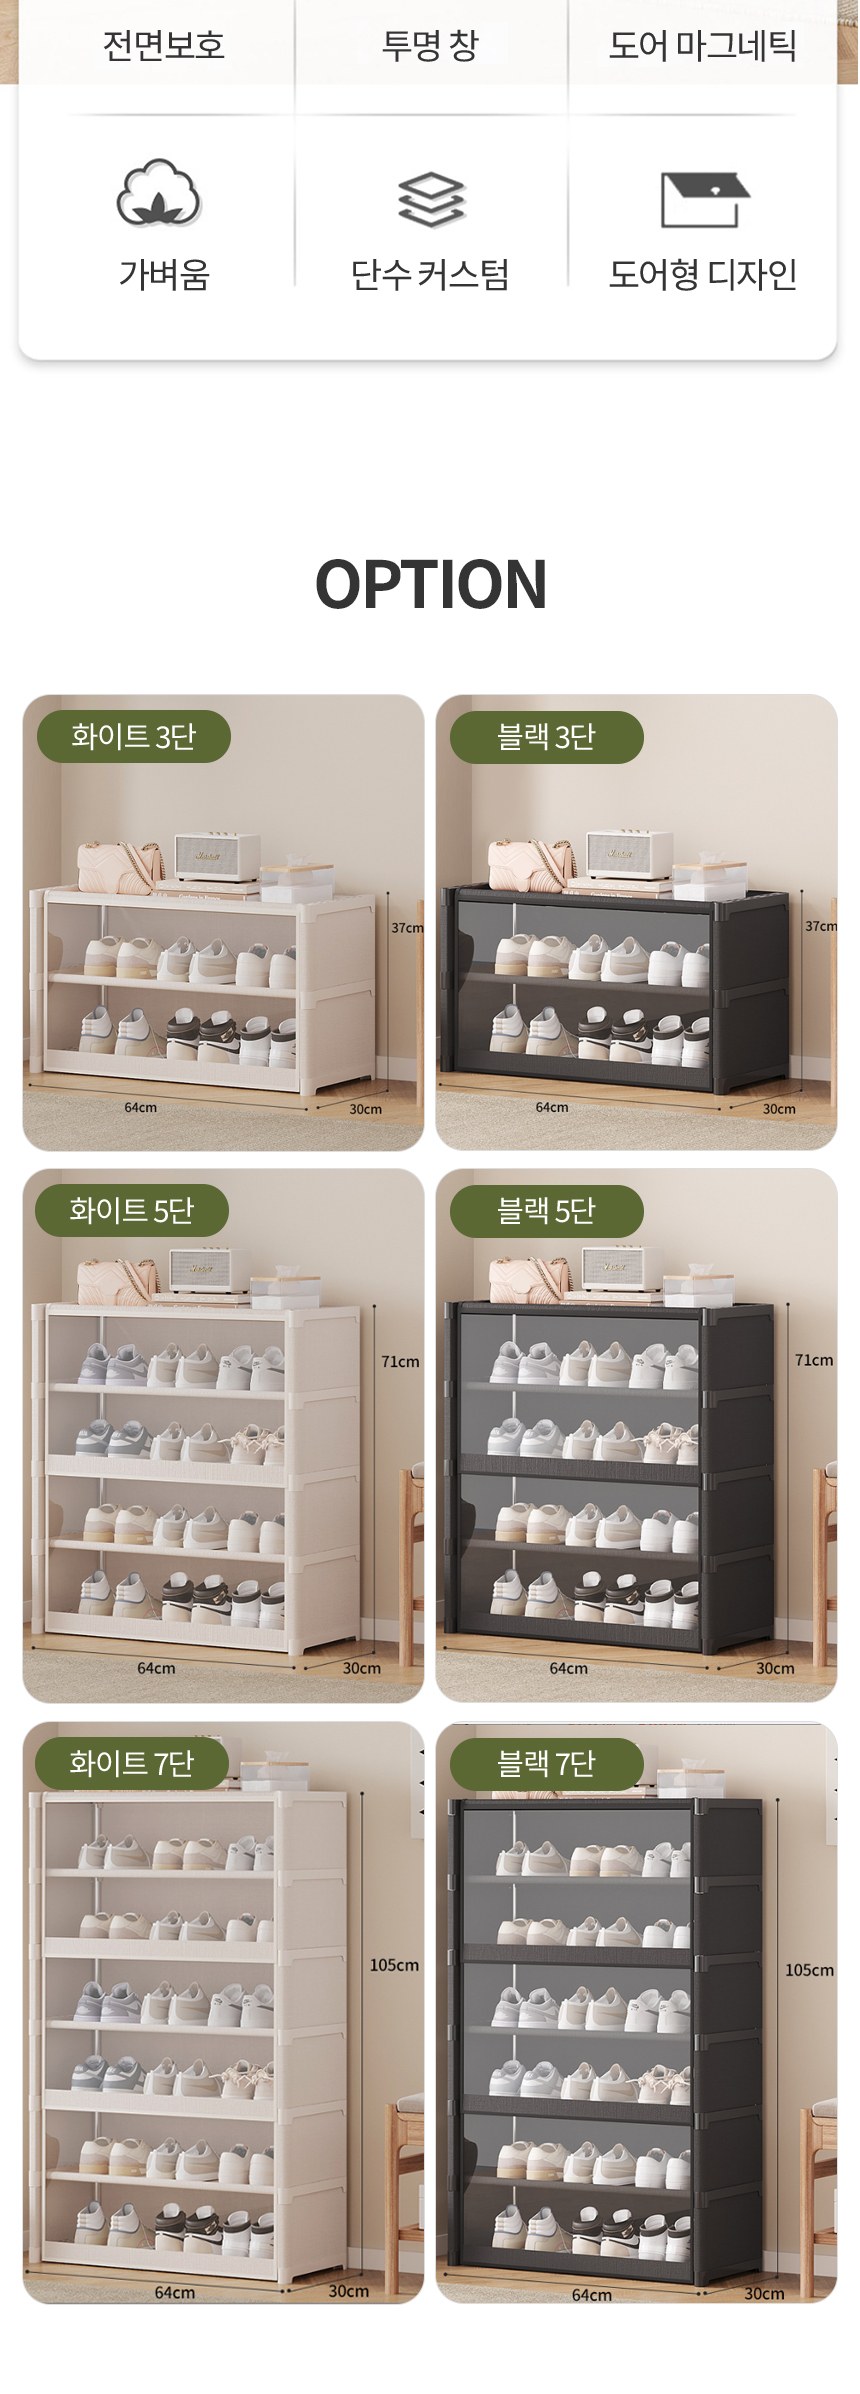 전면보호
투명 창
도어 마그네틱
가벼움
단수 커스텀
도어형 디자인
OPTION
화이트 3단
37cm
64cm
30cm
블랙 3단
37cm
64cm
30cm
화이트 5단
71cm
64cm
30cm
블랙 5단
71cm
64cm
30cm
화이트 7단
105cm
64cm
30cm
블랙 7단
105cm
64cm
30cm